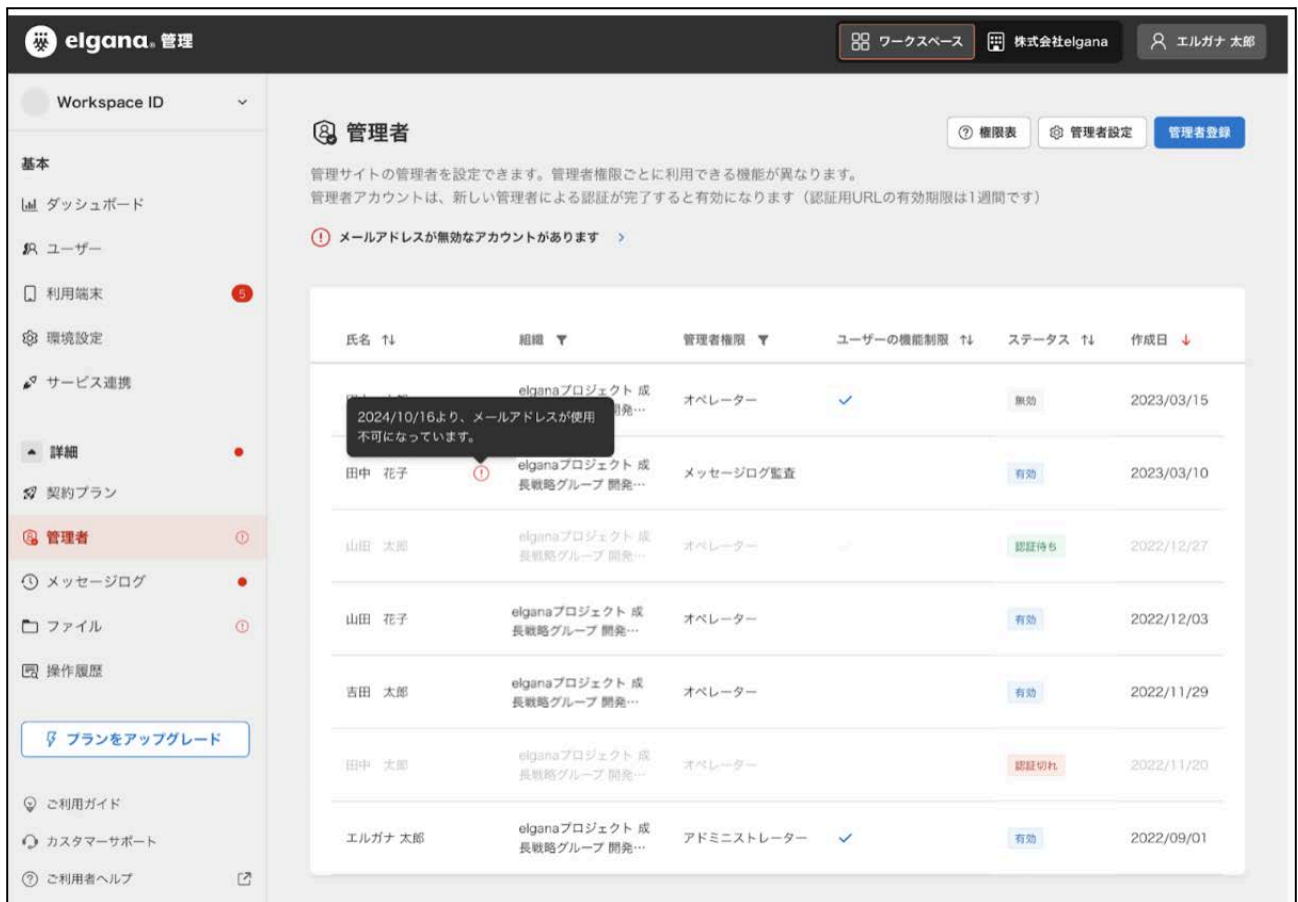 elgana 管理
ワークスペース
株式会社elgana
エルガナ 太郎
Workspace ID
基本
ダッシュボード
ユーザー
利用端末
5
環境設定
サービス連携
詳細
契約プラン
管理者
メッセージログ
ファイル
操作履歴
プランをアップグレード
ご利用ガイド
カスタマーサポート
ご利用者ヘルプ
管理者
権限表
管理者設定
管理者登録
管理サイトの管理者を設定できます。管理者権限ごとに利用できる機能が異なります。
管理者アカウントは、新しい管理者による認証が完了すると有効になります（認証用URLの有効期限は1週間です）
メールアドレスが無効なアカウントがあります
氏名 組織 管理者権限 ユーザーの機能制限 ステータス 作成日
elganaプロジェクト 成
開発… オペレーター 無効 2023/03/15
2024/10/16より、メールアドレスが使用
不可になっています。
田中 花子 elganaプロジェクト 成
長戦略グループ 開発… メッセージログ監査 有効 2023/03/10
山田 太郎 elganaプロジェクト 成
長戦略グループ 開発… オペレーター 認証待ち 2022/12/27
山田 花子 elganaプロジェクト 成
長戦略グループ 開発… オペレーター 有効 2022/12/03
吉田 太郎 elganaプロジェクト 成
長戦略グループ 開発… オペレーター 有効 2022/11/29
田中 太郎 elganaプロジェクト 成
長戦略グループ 開発… オペレーター 認証切れ 2022/11/20
エルガナ 太郎 elganaプロジェクト 成
長戦略グループ 開発… アドミニストレーター 有効 2022/09/01